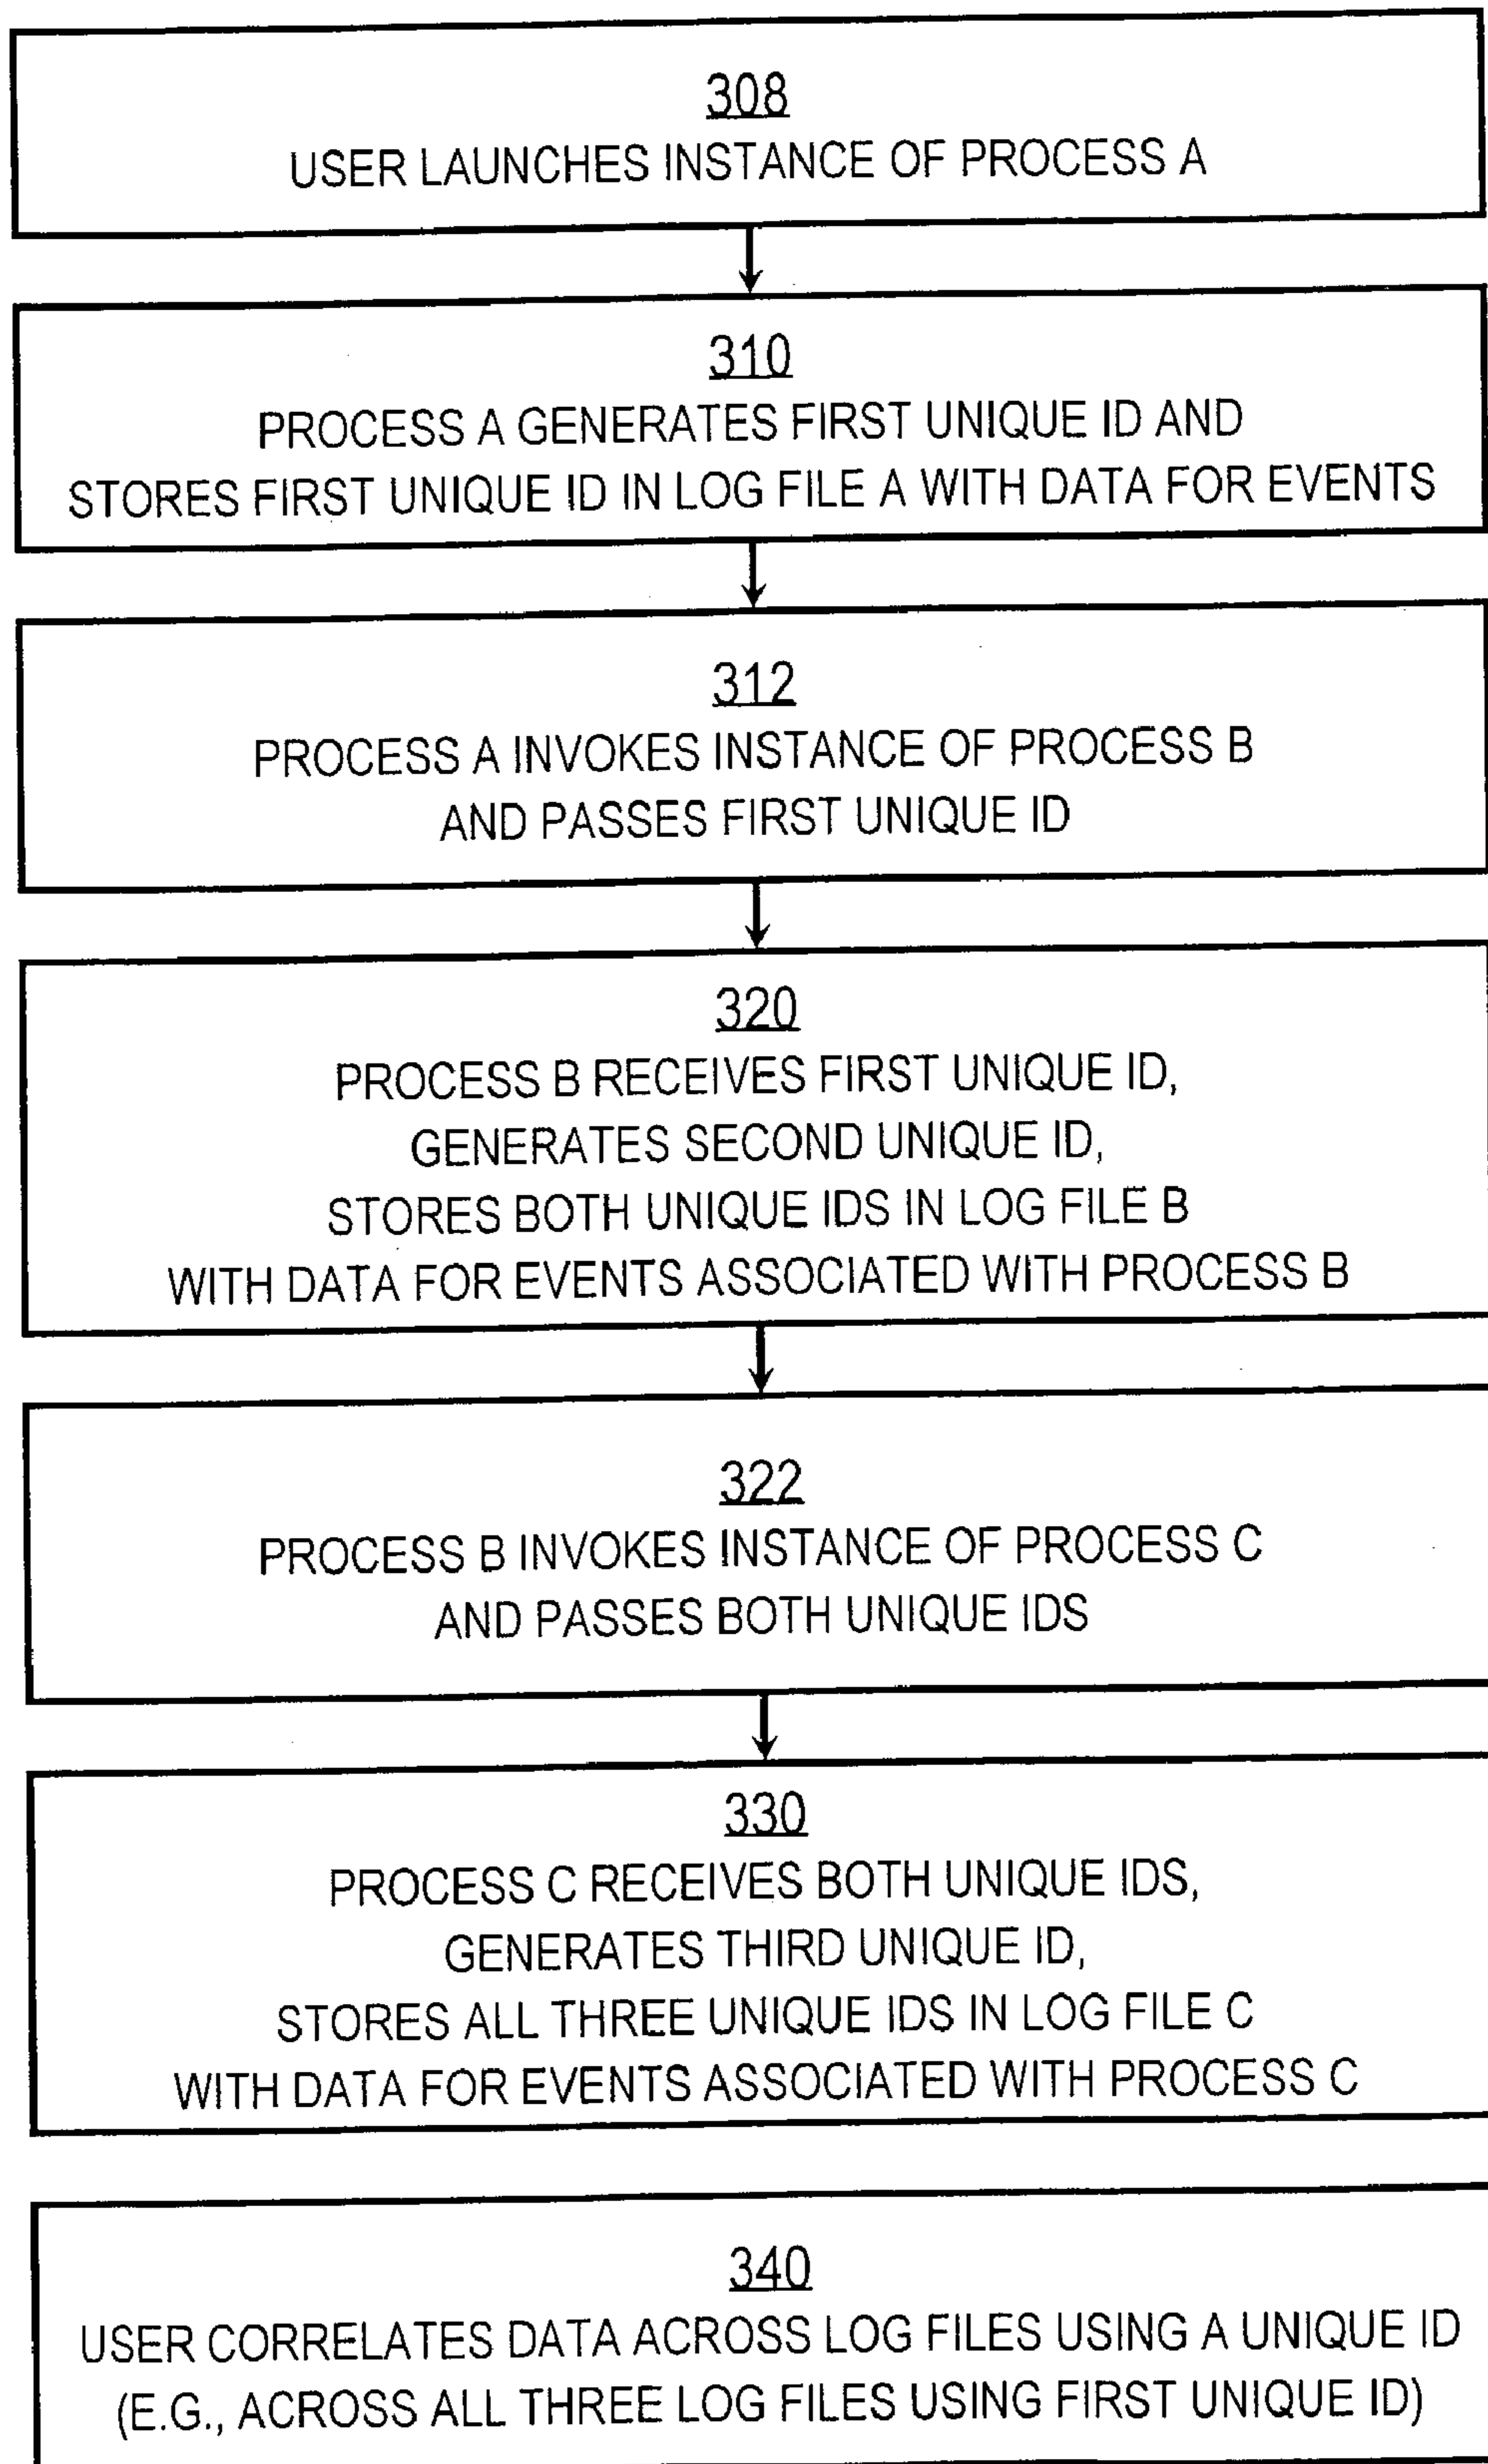 308
USER LAUNCHES INSTANCE OF PROCESS A
310
PROCESS A GENERATES FIRST UNIQUE ID AND
STORES FIRST UNIQUE ID IN LOG FILE A WITH DATA FOR EVENTS
312
PROCESS A INVOKES INSTANCE OF PROCESS B
AND PASSES FIRST UNIQUE ID
320
PROCESS B RECEIVES FIRST UNIQUE ID,
GENERATES SECOND UNIQUE ID,
STORES BOTH UNIQUE IDS IN LOG FILE B
WITH DATA FOR EVENTS ASSOCIATED WITH PROCESS B
322
PROCESS B INVOKES INSTANCE OF PROCESS C
AND PASSES BOTH UNIQUE IDS
330
PROCESS C RECEIVES BOTH UNIQUE IDS,
GENERATES THIRD UNIQUE ID,
STORES ALL THREE UNIQUE IDS IN LOG FILE C
WITH DATA FOR EVENTS ASSOCIATED WITH PROCESS C
340
USER CORRELATES DATA ACROSS LOG FILES USING A UNIQUE ID
(E.G., ACROSS ALL THREE LOG FILES USING FIRST UNIQUE ID)